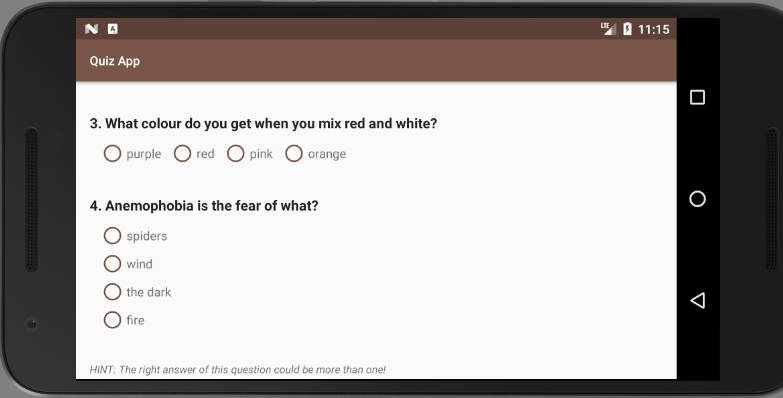 LTE 11:15
Quiz App
3. What colour do you get when you mix red and white?
purple red pink orange
4. Anemophobia is the fear of what?
spiders
wind
the dark
fire
HINT: The right answer of this question could be more than one!